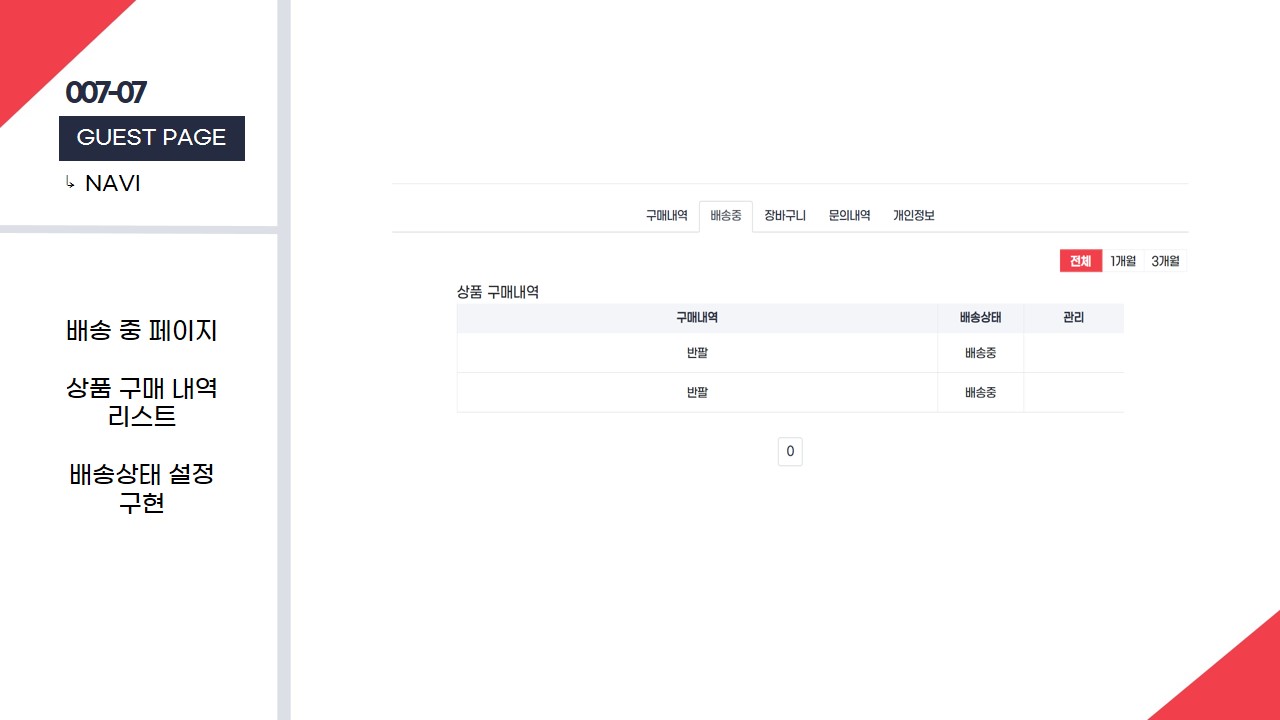 007-07
GUEST PAGE
↳ NAVI
배송 중 페이지
상품 구매 내역
리스트
배송상태 설정
구현
구매내역 배송중 장바구니 문의내역 개인정보
전체 1개월 3개월
상품 구매내역
구매내역 배송상태 관리
반팔 배송중
반팔 배송중
0